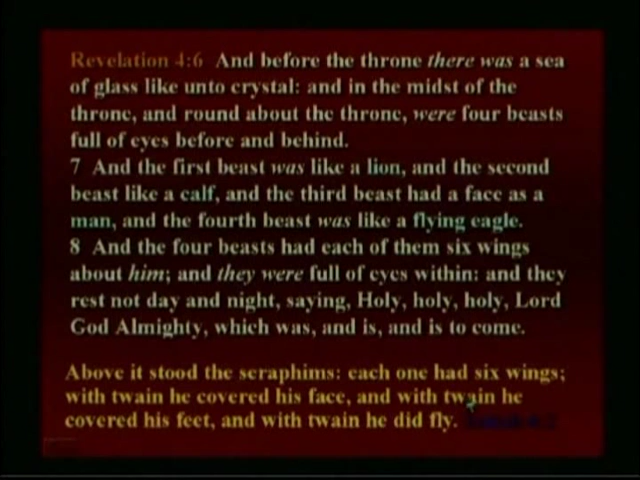 Revelation 4:6 And before the throne there was a sea
of glass like unto crystal: and in the midst of the
throne, and round about the throne, were four beasts
full of eyes before and behind.
7 And the first beast was like a lion, and the second
beast like a calf, and the third beast had a face as a
man, and the fourth beast was like a flying eagle.
8 And the four beasts had each of them six wings
about him; and they were full of eyes within: and they
rest not day and night, saying, Holy, holy, holy, Lord
God Almighty, which was, and is, and is to come.
Above it stood the seraphims: each one had six wings;
with twain he covered his face, and with twain he
covered his feet, and with twain he did fly.